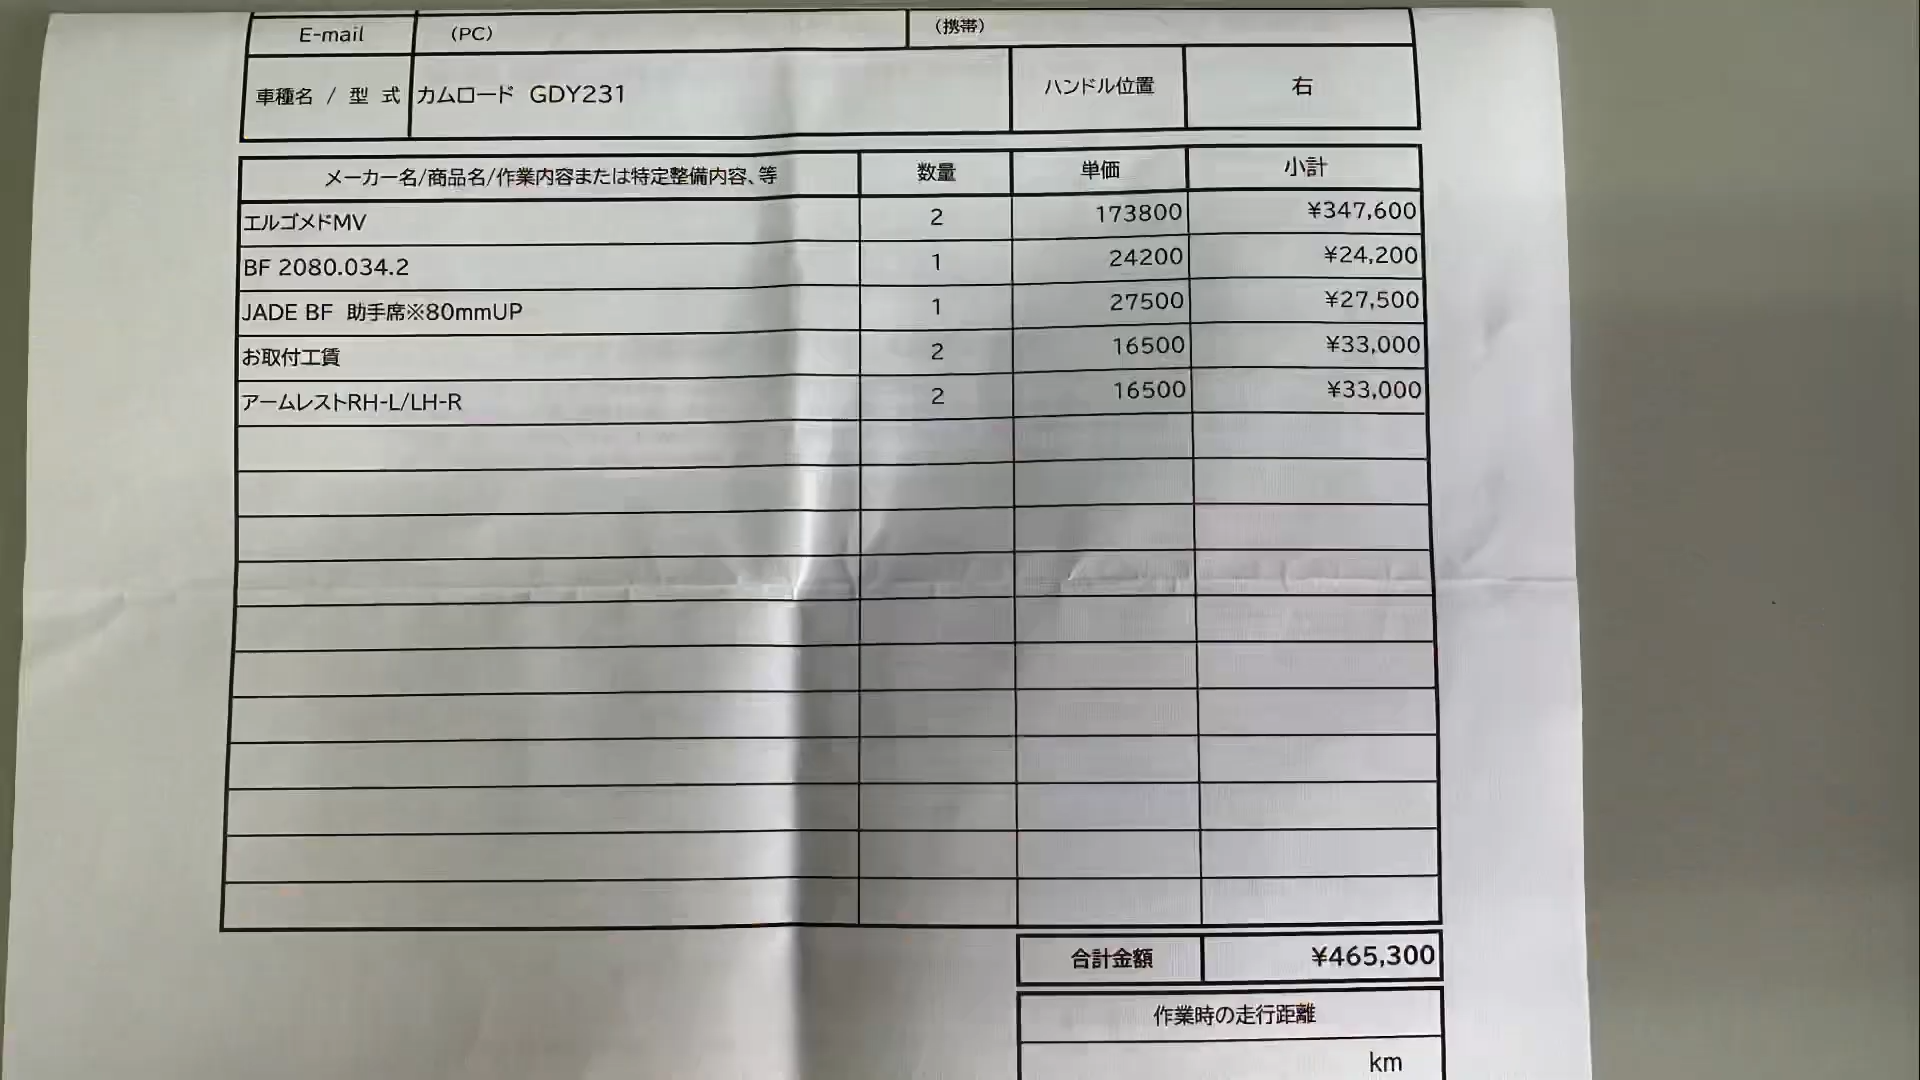 E-mail (PC) (携帯)
車種名 / 型 式 カムロード GDY231 ハンドル位置 右
メーカー名/商品名/作業内容または特定整備内容、等 数量 単価 小計
エルゴメドMV 2 173800 ¥347,600
BF 2080.034.2 1 24200 ¥24,200
JADE BF 助手席※80mmUP 1 27500 ¥27,500
お取付工賃 2 16500 ¥33,000
アームレストRH-L/LH-R 2 16500 ¥33,000
合計金額 ¥465,300
作業時の走行距離
km